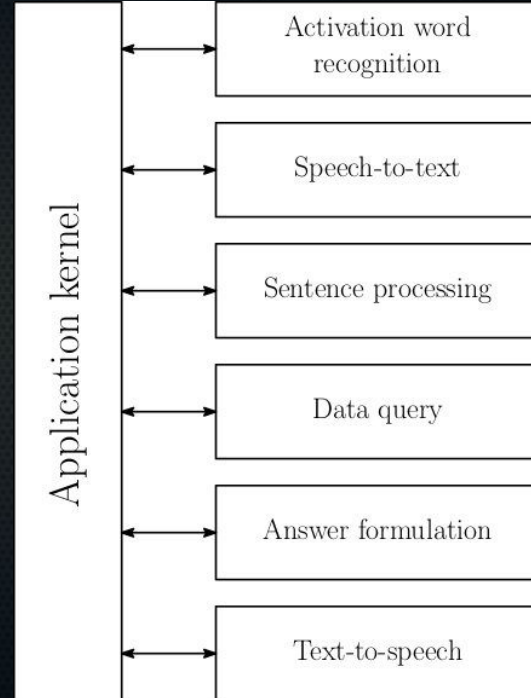 Application kernel
Activation word
recognition
Speech-to-text
Sentence processing
Data query
Answer formulation
Text-to-speech